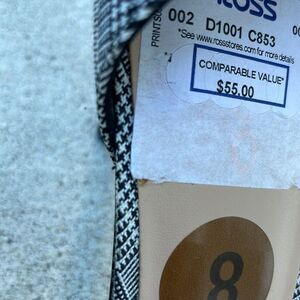 ROSS
002 D1001 C853
*See www.rossstores.com for more details
COMPARABLE VALUE*
$55.00
8